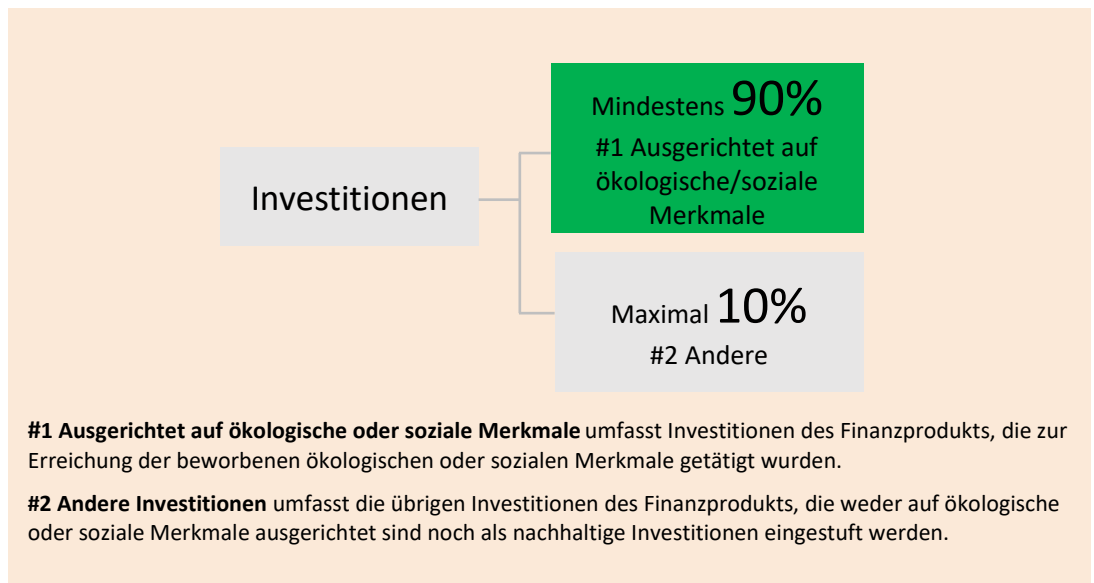 Investitionen
Mindestens 90%
#1 Ausgerichtet auf
ökologische/soziale
Merkmale
Maximal 10%
#2 Andere
#1 Ausgerichtet auf ökologische oder soziale Merkmale umfasst Investitionen des Finanzprodukts, die zur
Erreichung der beworbenen ökologischen oder sozialen Merkmale getätigt wurden.
#2 Andere Investitionen umfasst die übrigen Investitionen des Finanzprodukts, die weder auf ökologische
oder soziale Merkmale ausgerichtet sind noch als nachhaltige Investitionen eingestuft werden.